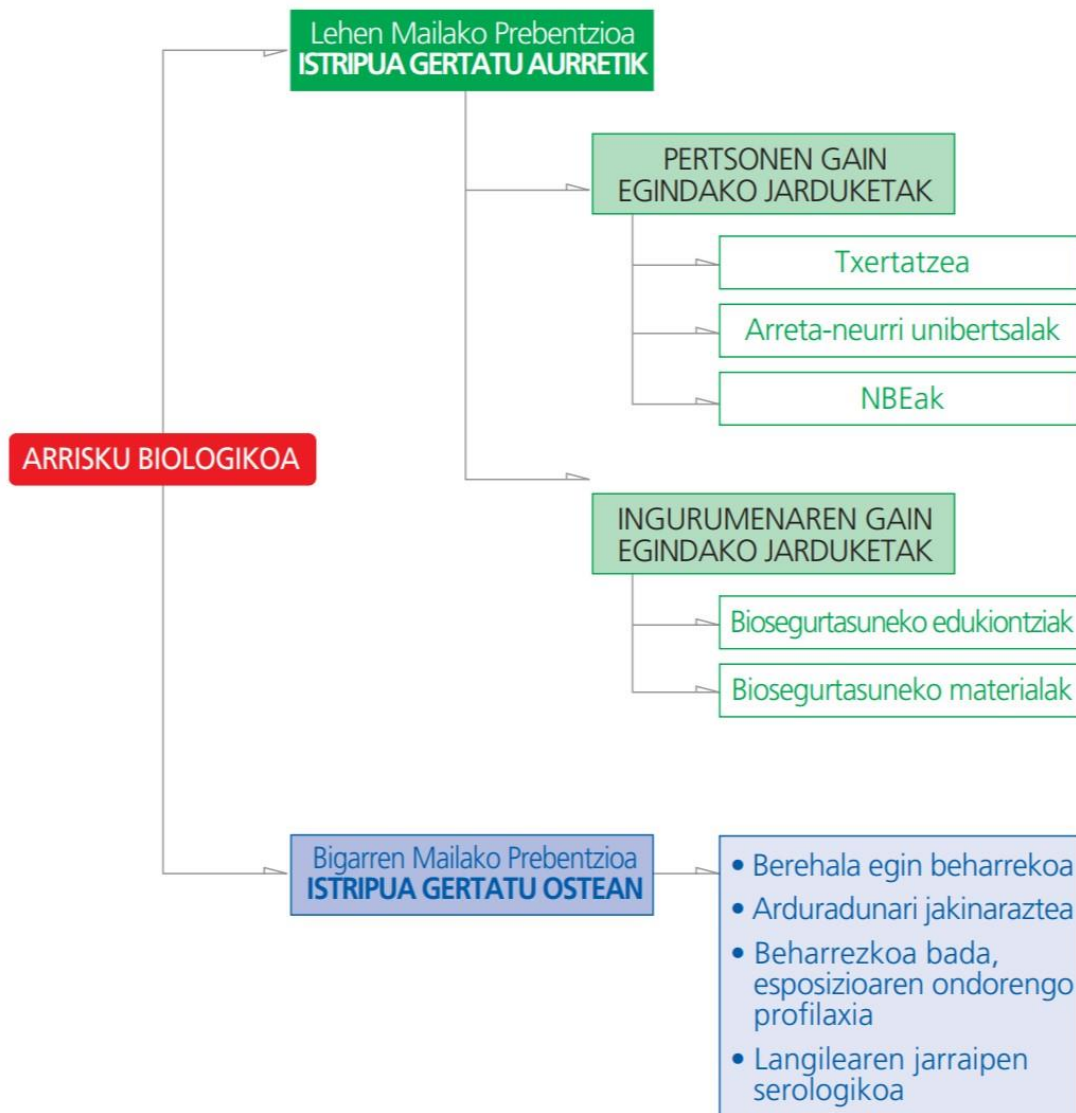 Lehen Mailako Prebentzioa
ISTRIPUA GERTATU AURRETIK
PERTSONEN GAIN
EGINDAKO JARDUKETAK
Txertatzea
Arreta-neurri unibertsalak
NBEak
ARRISKU BIOLOGIKOA
INGURUMENAREN GAIN
EGINDAKO JARDUKETAK
Biosegurtasuneko edukiontziak
Biosegurtasuneko materialak
Bigarren Mailako Prebentzioa
ISTRIPUA GERTATU OSTEAN
• Berehala egin beharrekoa
• Arduradunari jakinaraztea
• Beharrezkoa bada,
esposizioaren ondorengo
profilaxia
• Langilearen jarraipen
serologikoa